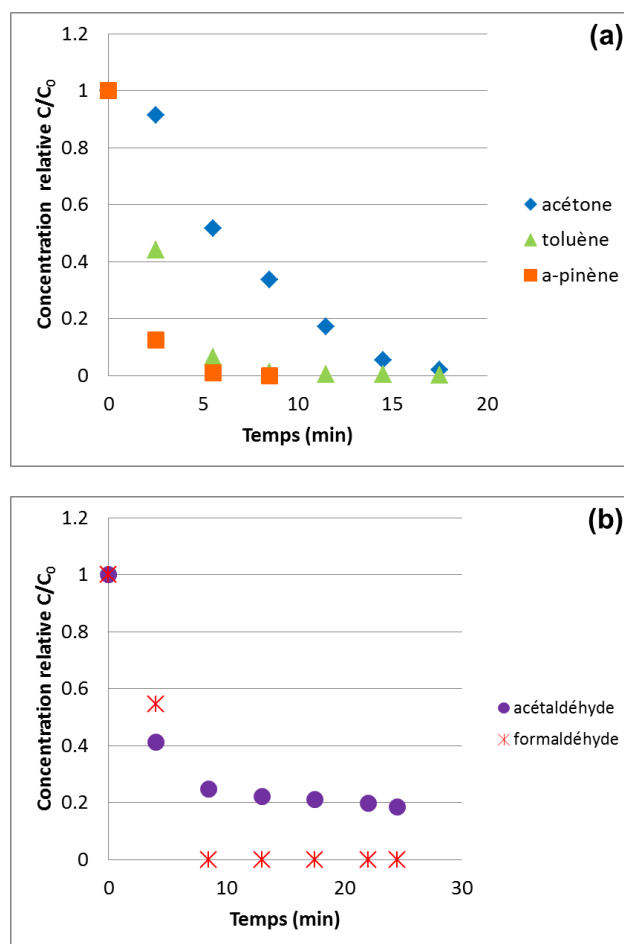 (a)
1.2
1
0.8
0.6
0.4
0.2
0
Concentration relative C/C₀
0 5 10 15 20
Temps (min)
acétone
toluène
a-pinène
(b)
1.2
1
0.8
0.6
0.4
0.2
0
Concentration relative C/C₀
0 10 20 30
Temps (min)
acétaldéhyde
formaldéhyde